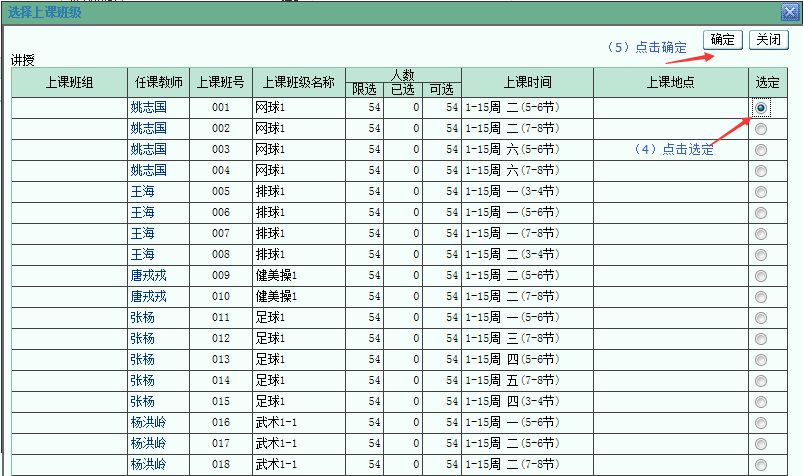 选择上课班级
（5）点击确定 确定 关闭
讲授
上课班组 任课教师 上课班号 上课班级名称 人数 上课时间 上课地点 选定
限选 已选 可选
姚志国 001 网球1 54 0 54 1-15周 二(5-6节)
姚志国 002 网球1 54 0 54 1-15周 二(7-8节)
姚志国 003 网球1 54 0 54 1-15周 六(5-6节)
（4）点击选定
姚志国 004 网球1 54 0 54 1-15周 六(7-8节)
王海 005 排球1 54 0 54 1-15周 一(3-4节)
王海 006 排球1 54 0 54 1-15周 一(5-6节)
王海 007 排球1 54 0 54 1-15周 一(7-8节)
王海 008 排球1 54 0 54 1-15周 二(3-4节)
唐戎戎 009 健美操1 54 0 54 1-15周 二(5-6节)
唐戎戎 010 健美操1 54 0 54 1-15周 二(7-8节)
张杨 011 足球1 54 0 54 1-15周 一(5-6节)
张杨 012 足球1 54 0 54 1-15周 三(7-8节)
张杨 013 足球1 54 0 54 1-15周 四(5-6节)
张杨 014 足球1 54 0 54 1-15周 五(7-8节)
张杨 015 足球1 54 0 54 1-15周 四(3-4节)
杨洪岭 016 武术1-1 54 0 54 1-15周 一(5-6节)
杨洪岭 017 武术1-1 54 0 54 1-15周 二(5-6节)
杨洪岭 018 武术1-1 54 0 54 1-15周 二(7-8节)